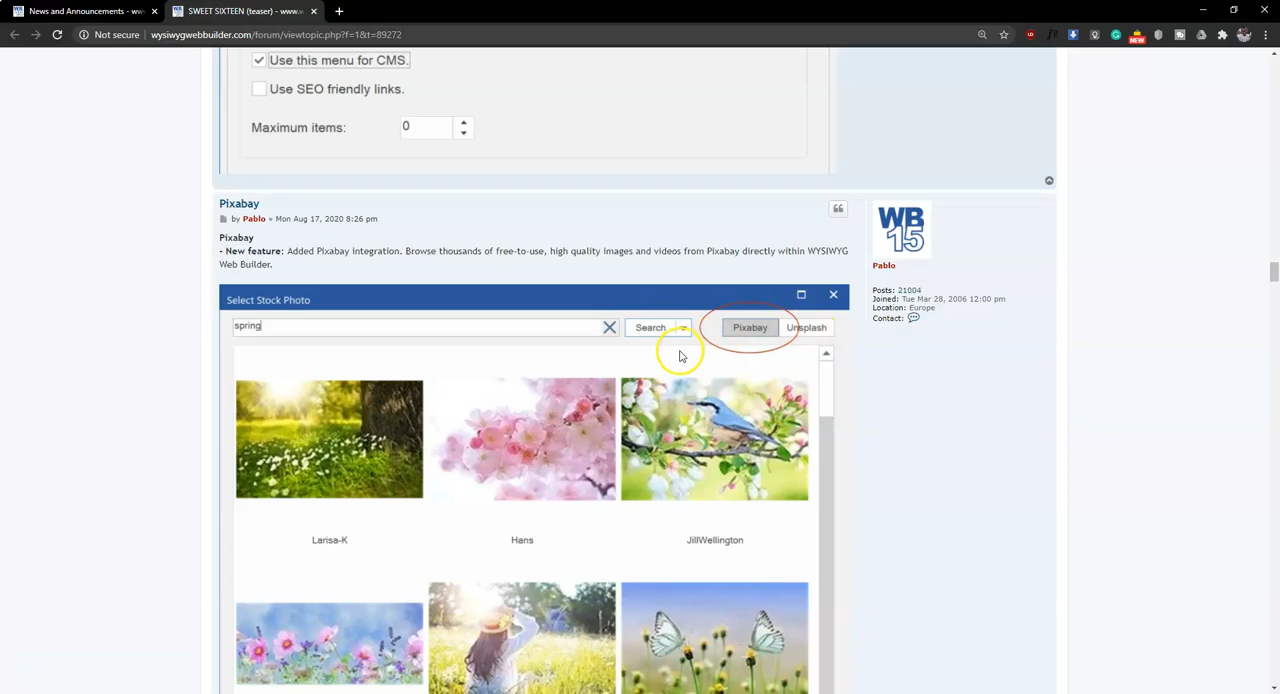 News and Announcements - www.
SWEET SIXTEEN (teaser) - www.w
Not secure
wysiwygwebbuilder.com/forum/viewtopic.php?f=1&t=89272
NEW
Use this menu for CMS.
Use SEO friendly links.
Maximum items:
0
Pixabay
by Pablo » Mon Aug 17, 2020 8:26 pm
Pixabay
- New feature: Added Pixabay integration. Browse thousands of free-to-use, high quality images and videos from Pixabay directly within WYSIWYG
Web Builder.
WB
15
Pablo
Posts: 21004
Joined: Tue Mar 28, 2006 12:00 pm
Location: Europe
Contact:
Select Stock Photo
spring
Search
Pixabay
Unsplash
Larisa-K
Hans
JillWellington